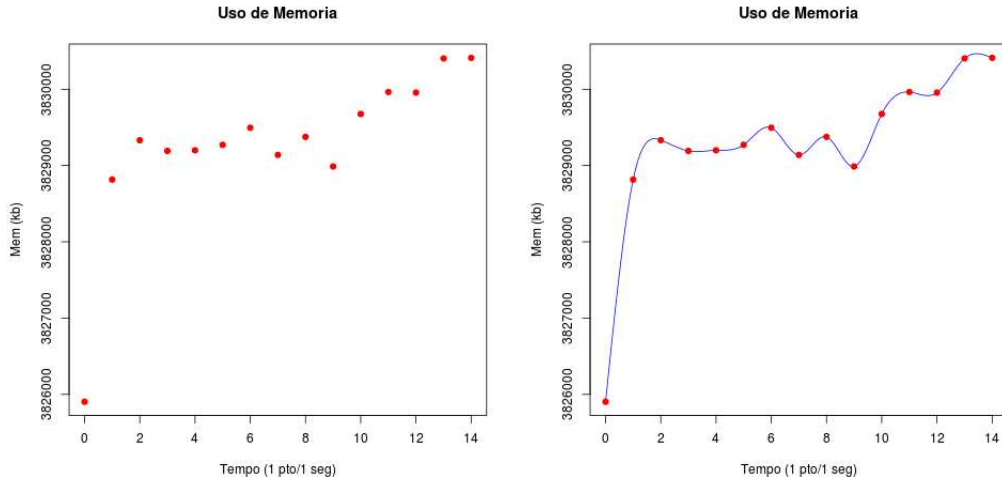 Uso de Memoria
Mem (kb)
3830000
3829000
3828000
3827000
3826000
0 2 4 6 8 10 12 14
Tempo (1 pto/1 seg)
Uso de Memoria
Mem (kb)
3830000
3829000
3828000
3827000
3826000
0 2 4 6 8 10 12 14
Tempo (1 pto/1 seg)